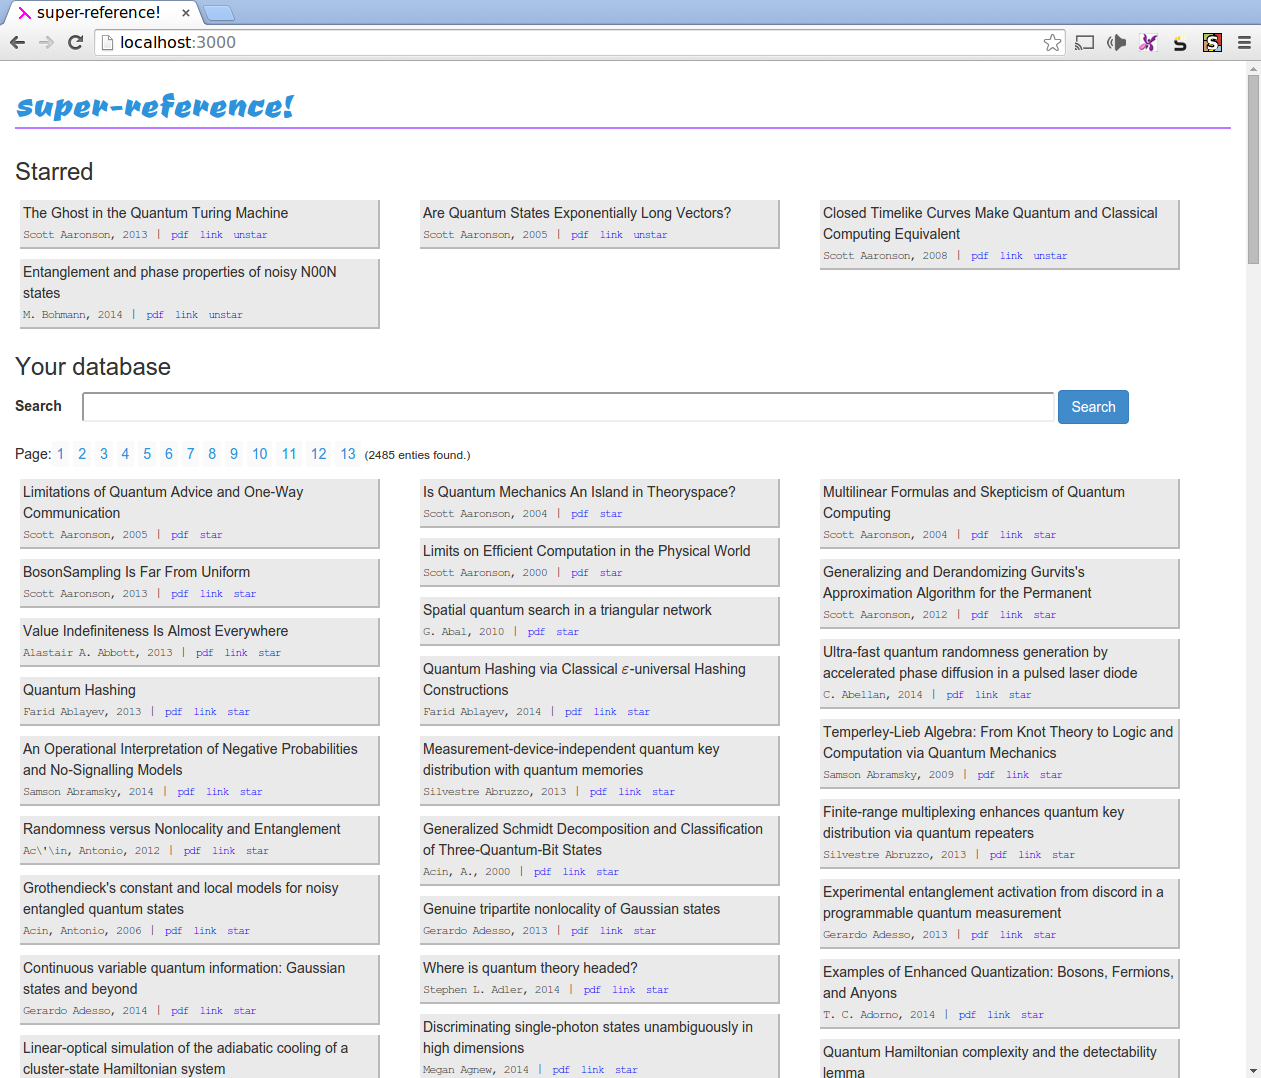 super-reference!
localhost:3000
super-reference!
Starred
The Ghost in the Quantum Turing Machine
Scott Aaronson, 2013 | pdf link unstar
Entanglement and phase properties of noisy N00N
states
M. Bohmann, 2014 | pdf link unstar
Are Quantum States Exponentially Long Vectors?
Scott Aaronson, 2005 | pdf link unstar
Closed Timelike Curves Make Quantum and Classical
Computing Equivalent
Scott Aaronson, 2008 | pdf link unstar
Your database
Search
Search
Page: 1 2 3 4 5 6 7 8 9 10 11 12 13 (2485 enties found.)
Limitations of Quantum Advice and One-Way
Communication
Scott Aaronson, 2005 | pdf star
BosonSampling Is Far From Uniform
Scott Aaronson, 2013 | pdf link star
Value Indefiniteness Is Almost Everywhere
Alastair A. Abbott, 2013 | pdf link star
Quantum Hashing
Farid Ablayev, 2013 | pdf link star
An Operational Interpretation of Negative Probabilities
and No-Signalling Models
Samson Abramsky, 2014 | pdf link star
Randomness versus Nonlocality and Entanglement
Ac\'\in, Antonio, 2012 | pdf link star
Grothendieck's constant and local models for noisy
entangled quantum states
Acin, Antonio, 2006 | pdf link star
Continuous variable quantum information: Gaussian
states and beyond
Gerardo Adesso, 2014 | pdf link star
Linear-optical simulation of the adiabatic cooling of a
cluster-state Hamiltonian system
Is Quantum Mechanics An Island in Theoryspace?
Scott Aaronson, 2004 | pdf star
Limits on Efficient Computation in the Physical World
Scott Aaronson, 2000 | pdf star
Spatial quantum search in a triangular network
G. Abal, 2010 | pdf star
Quantum Hashing via Classical ε-universal Hashing
Constructions
Farid Ablayev, 2014 | pdf link star
Measurement-device-independent quantum key
distribution with quantum memories
Silvestre Abruzzo, 2013 | pdf link star
Generalized Schmidt Decomposition and Classification
of Three-Quantum-Bit States
Acin, A., 2000 | pdf link star
Genuine tripartite nonlocality of Gaussian states
Gerardo Adesso, 2013 | pdf link star
Where is quantum theory headed?
Stephen L. Adler, 2014 | pdf link star
Discriminating single-photon states unambiguously in
high dimensions
Megan Agnew, 2014 | pdf link star
Multilinear Formulas and Skepticism of Quantum
Computing
Scott Aaronson, 2004 | pdf link star
Generalizing and Derandomizing Gurvits's
Approximation Algorithm for the Permanent
Scott Aaronson, 2012 | pdf link star
Ultra-fast quantum randomness generation by
accelerated phase diffusion in a pulsed laser diode
C. Abellan, 2014 | pdf link star
Temperley-Lieb Algebra: From Knot Theory to Logic and
Computation via Quantum Mechanics
Samson Abramsky, 2009 | pdf link star
Finite-range multiplexing enhances quantum key
distribution via quantum repeaters
Silvestre Abruzzo, 2013 | pdf link star
Experimental entanglement activation from discord in a
programmable quantum measurement
Gerardo Adesso, 2013 | pdf link star
Examples of Enhanced Quantization: Bosons, Fermions,
and Anyons
T. C. Adorno, 2014 | pdf link star
Quantum Hamiltonian complexity and the detectability
lemma